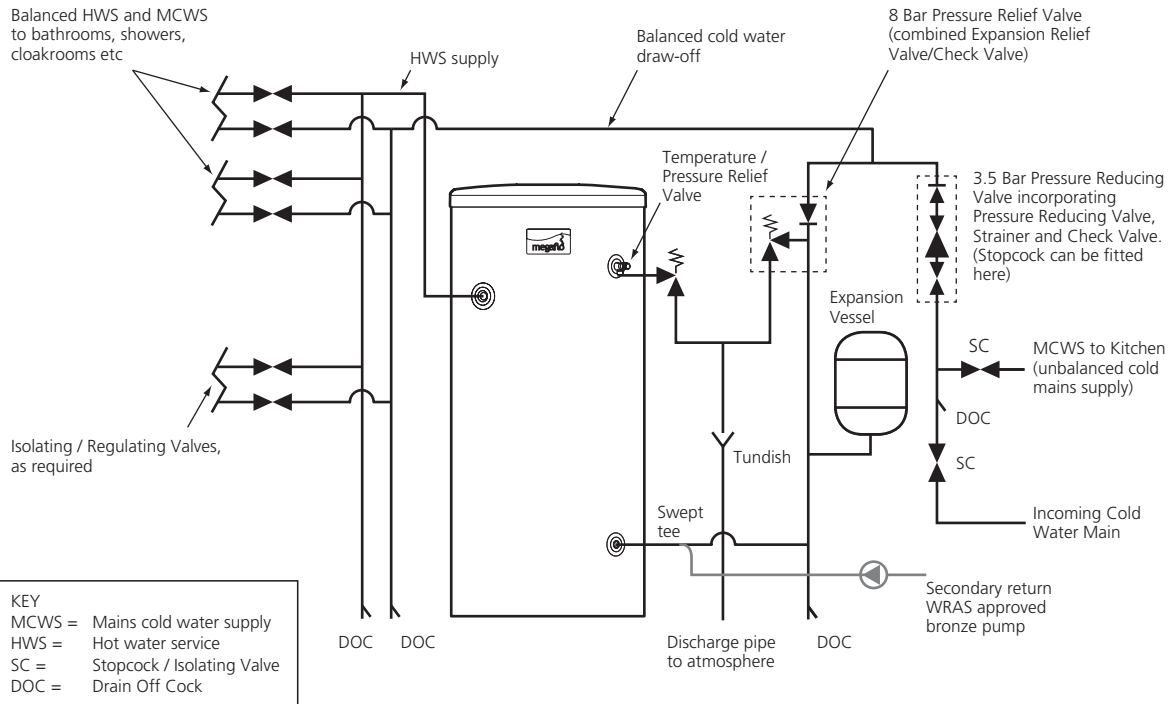 Balanced HWS and MCWS
to bathrooms, showers,
cloakrooms etc
HWS supply
Balanced cold water
draw-off
8 Bar Pressure Relief Valve
(combined Expansion Relief
Valve/Check Valve)
Temperature /
Pressure Relief
Valve
3.5 Bar Pressure Reducing
Valve incorporating
Pressure Reducing Valve,
Strainer and Check Valve.
(Stopcock can be fitted
here)
megaflo
Expansion
Vessel
SC
MCWS to Kitchen
(unbalanced cold
mains supply)
DOC
Isolating / Regulating Valves,
as required
Tundish
SC
Swept
tee
Incoming Cold
Water Main
Secondary return
WRAS approved
bronze pump
KEY
MCWS = Mains cold water supply
HWS = Hot water service
SC = Stopcock / Isolating Valve
DOC = Drain Off Cock
DOC
DOC
Discharge pipe
to atmosphere
DOC